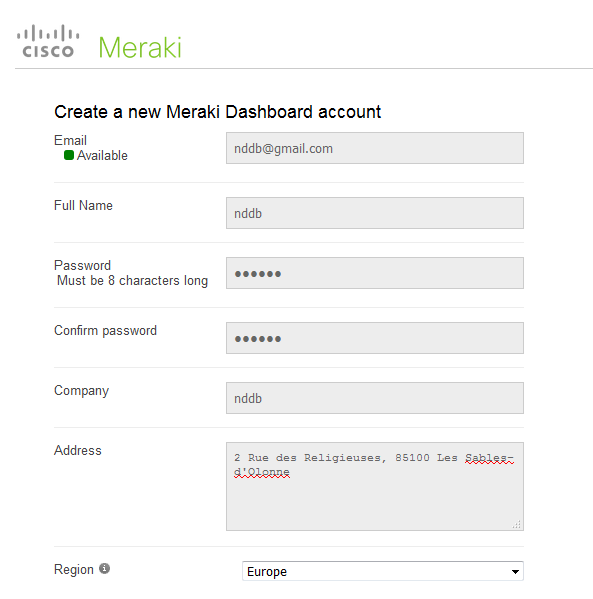 CISCO Meraki
Create a new Meraki Dashboard account
Email
nddb@gmail.com
Available
Full Name
nddb
Password
Must be 8 characters long
••••••
Confirm password
••••••
Company
nddb
Address
2 Rue des Religieuses, 85100 Les Sables-
d'Olonne
Region
Europe